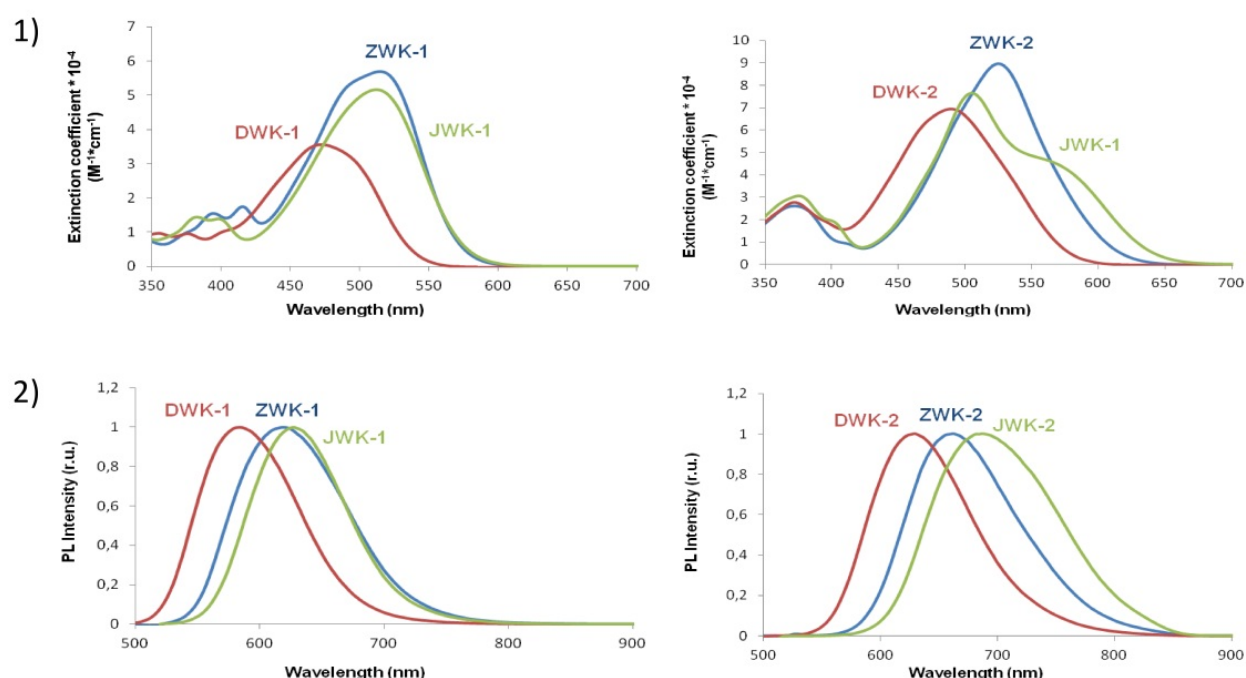 1)
Extinction coefficient * 10-4
(M-1*cm-1)
7
6
5
4
3
2
1
0
ZWK-1
DWK-1
JWK-1
350 400 450 500 550 600 650 700
Wavelength (nm)
Extinction coefficient * 10-4
(M-1*cm-1)
10
9
8
7
6
5
4
3
2
1
0
ZWK-2
DWK-2
JWK-1
350 400 450 500 550 600 650 700
Wavelength (nm)
2)
PL Intensity (r.u.)
1,2
1
0,8
0,6
0,4
0,2
0
DWK-1 ZWK-1
JWK-1
500 600 700 800 900
Wavelength (nm)
PL Intensity (r.u.)
1,2
1
0,8
0,6
0,4
0,2
0
DWK-2 ZWK-2
JWK-2
500 600 700 800 900
Wavelength (nm)